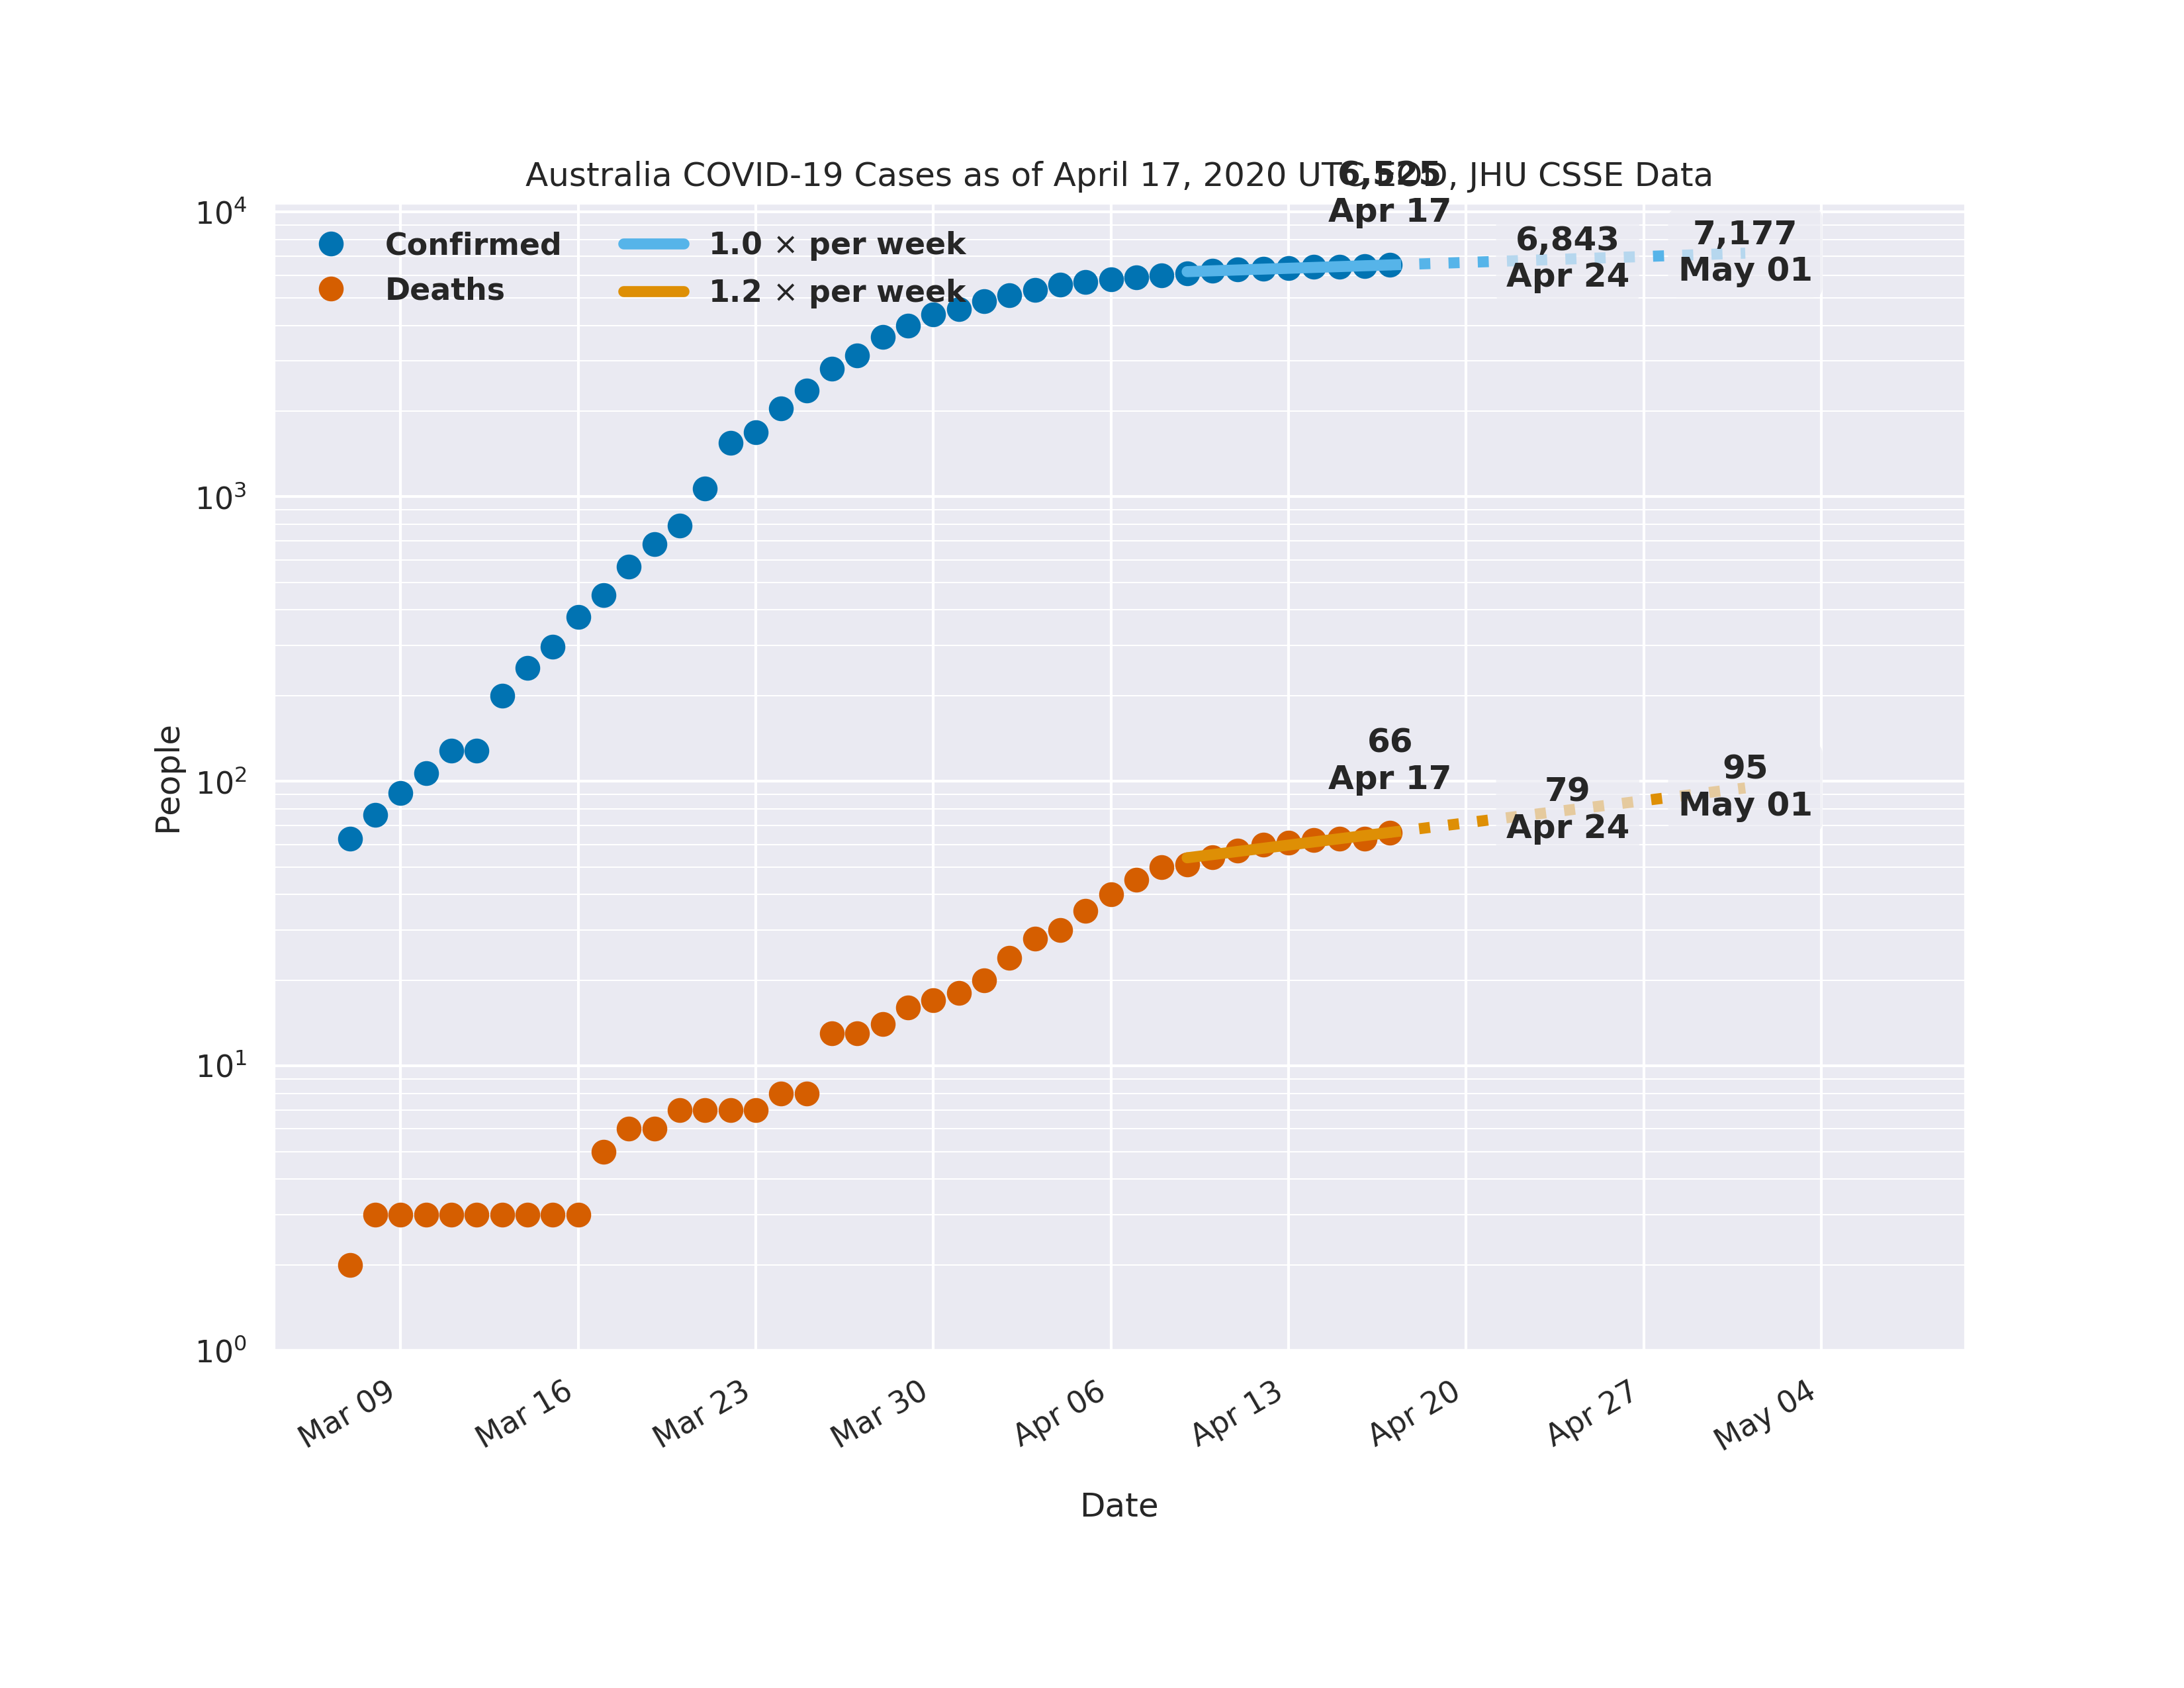 Australia COVID-19 Cases as of April 17, 2020 UTC EOD, JHU CSSE Data
6,525
Apr 17
6,843
Apr 24
7,177
May 01
Confirmed
Deaths
1.0 × per week
1.2 × per week
66
Apr 17
79
Apr 24
95
May 01
People
10⁴
10³
10²
10¹
10⁰
Mar 09
Mar 16
Mar 23
Mar 30
Apr 06
Apr 13
Apr 20
Apr 27
May 04
Date